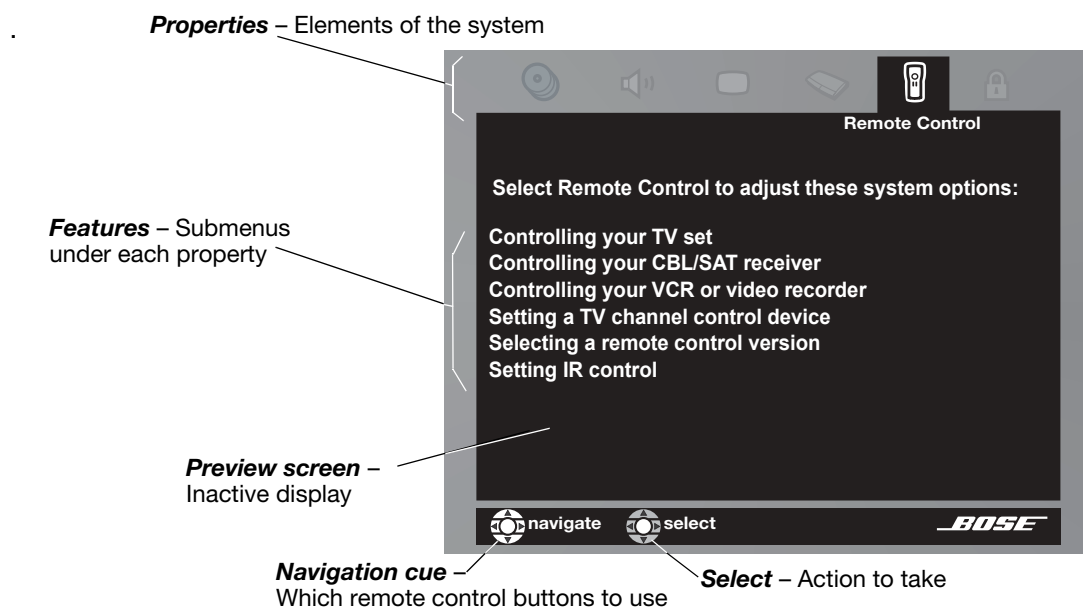 .
Properties – Elements of the system
Remote Control
Select Remote Control to adjust these system options:
Features – Submenus
under each property
Controlling your TV set
Controlling your CBL/SAT receiver
Controlling your VCR or video recorder
Setting a TV channel control device
Selecting a remote control version
Setting IR control
Preview screen –
Inactive display
navigate select BOSE
Navigation cue –
Which remote control buttons to use
Select – Action to take